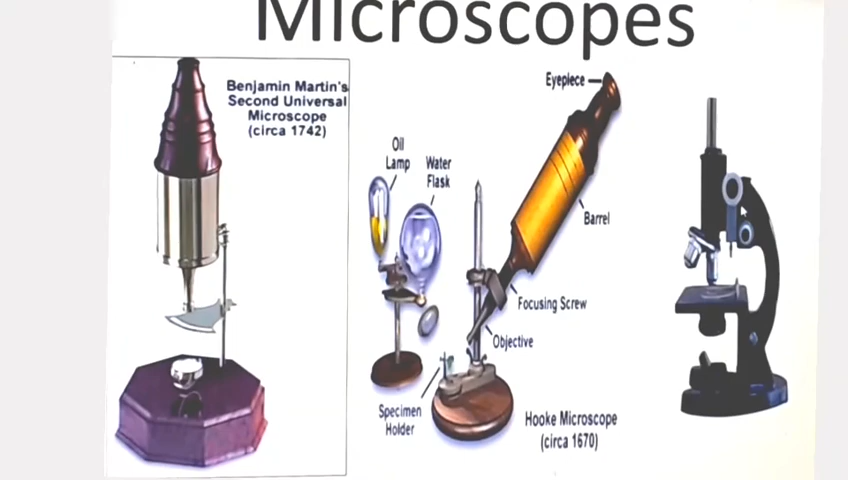 Microscopes
Benjamin Martin's
Second Universal
Microscope
(circa 1742)
Oil
Lamp
Water
Flask
Eyepiece
Barrel
Focusing Screw
Objective
Specimen
Holder
Hooke Microscope
(circa 1670)